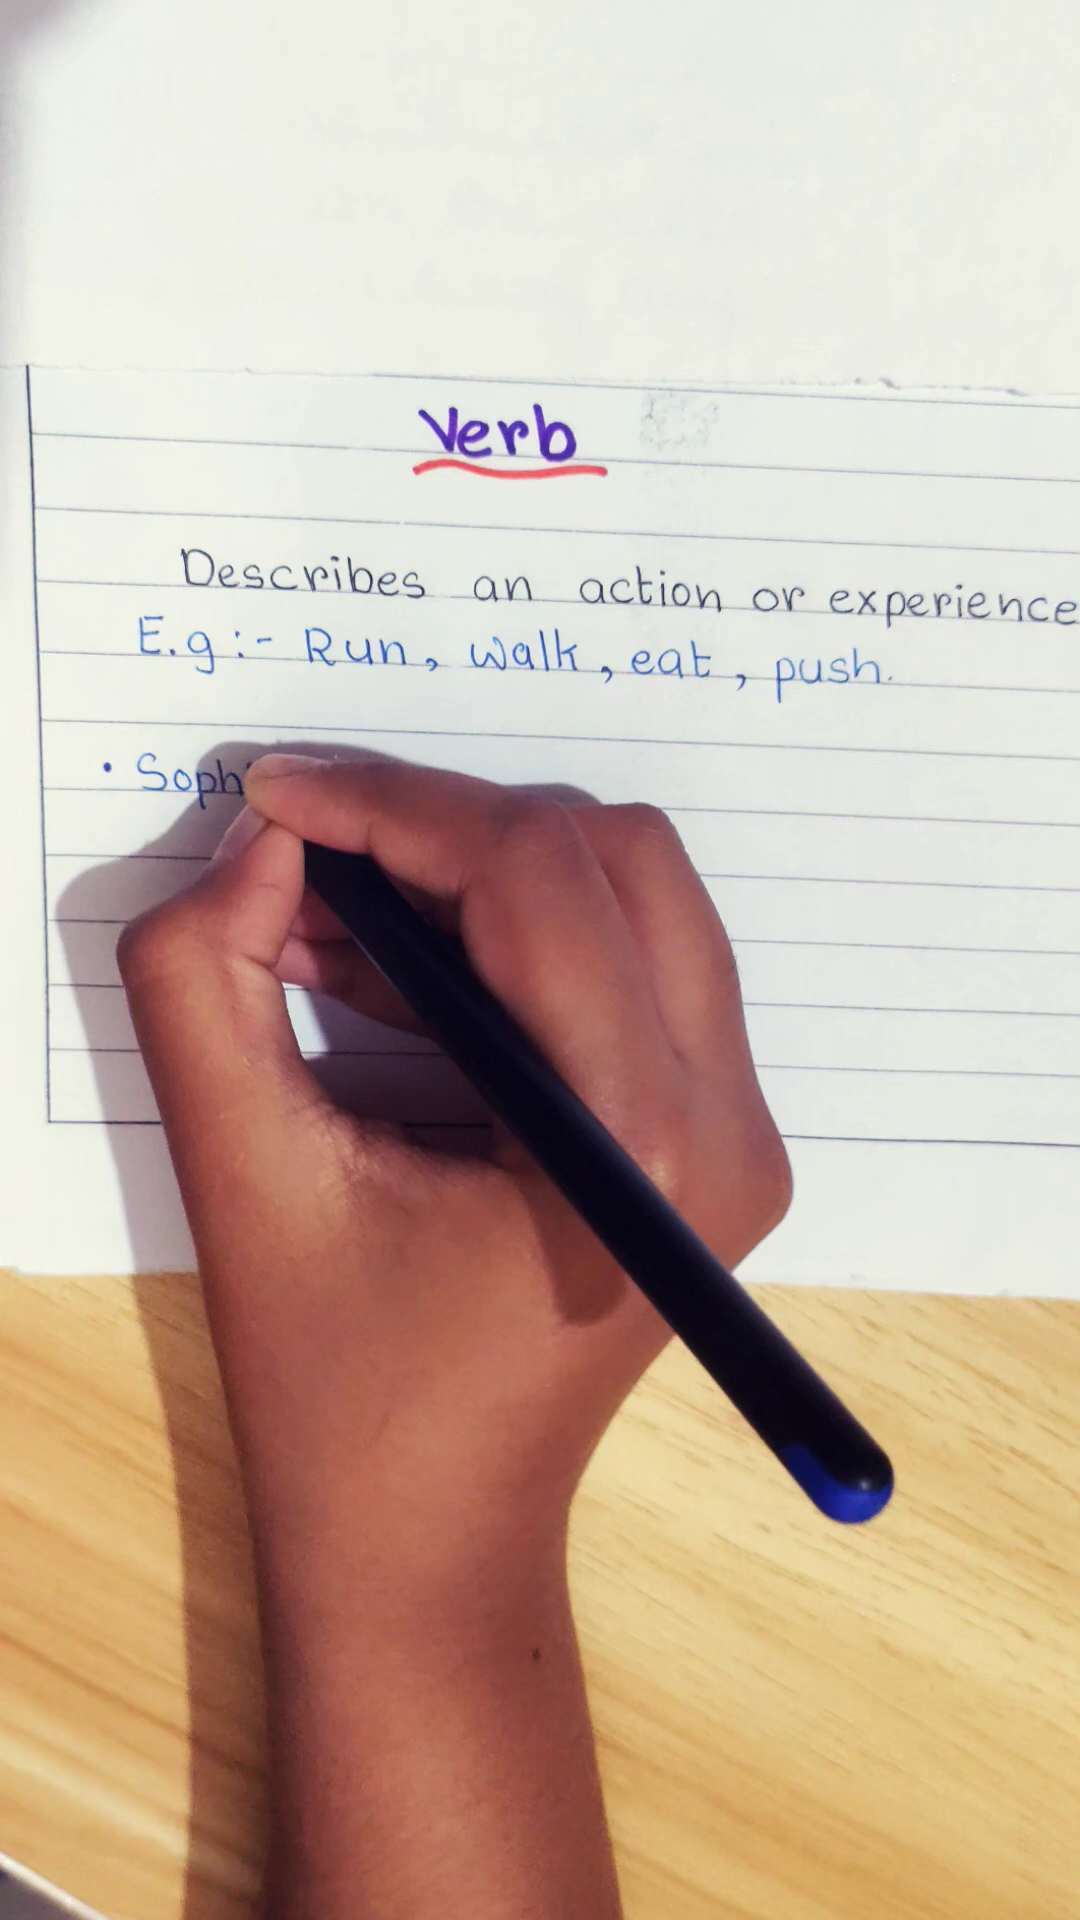 Verb
Describes an action or experience
E.g :- Run, walk, eat, push.
• Soph